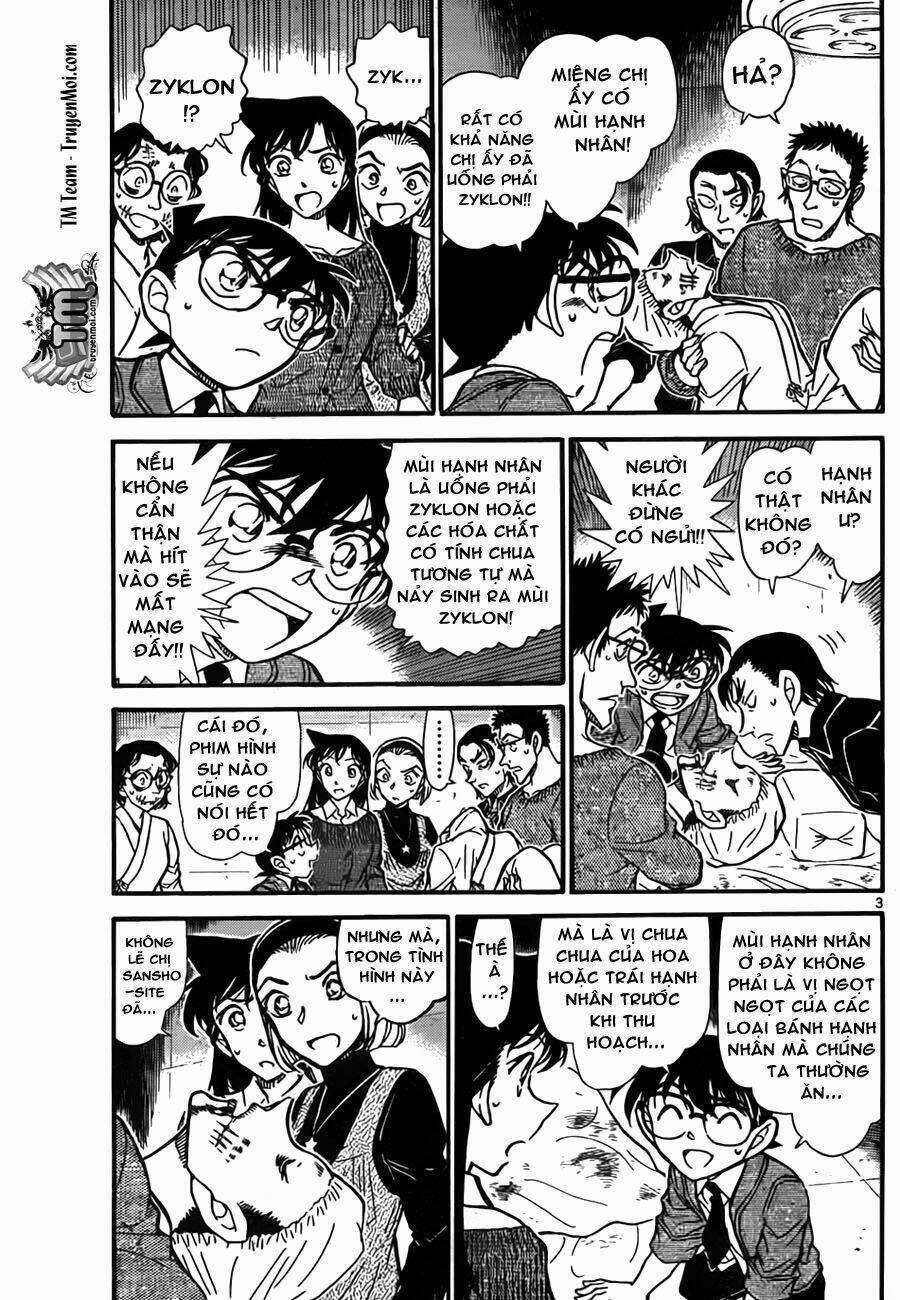 HẢ?
MIỆNG CHỊ
ẤY CÓ
MÙI HẠNH
NHÂN!
RẤT CÓ
KHẢ NĂNG
CHỊ ẤY ĐÃ
UỐNG PHẢI
ZYKLON!!
ZYK...
ZYKLON
!?
HẠNH
NHÂN
Ư?
CÓ
THẬT
KHÔNG
ĐÓ?
NGƯỜI
KHÁC
ĐỪNG
CÓ NGỬI!!
MÙI HẠNH NHÂN
LÀ UỐNG PHẢI
ZYKLON HOẶC
CÁC HÓA CHẤT
CÓ TÍNH CHUA
TƯƠNG TỰ MÀ
NẢY SINH RA MÙI
ZYKLON!
NẾU
KHÔNG
CẨN
THẬN
MÀ HÍT
VÀO SẼ
MẤT
MẠNG
ĐẤY!!
........
CÁI ĐÓ,
PHIM HÌNH
SỰ NÀO
CŨNG CÓ
NÓI HẾT
ĐÓ...
3
MÙI HẠNH NHÂN
Ở ĐÂY KHÔNG
PHẢI LÀ VỊ NGỌT
NGỌT CỦA CÁC
LOẠI BÁNH HẠNH
NHÂN MÀ CHÚNG
TA THƯỜNG
ĂN...
MÀ LÀ VỊ CHUA
CHUA CỦA HOA
HOẶC TRÁI HẠNH
NHÂN TRƯỚC
KHI THU
HOẠCH...
THẾ
À
...?
NHƯNG MÀ,
TRONG TÌNH
HÌNH NÀY
...
KHÔNG
LẼ CHỊ
SANSHO
-SITE
ĐÃ...
TM Team - TruyenMoi.com
TM
truyenmoi.com